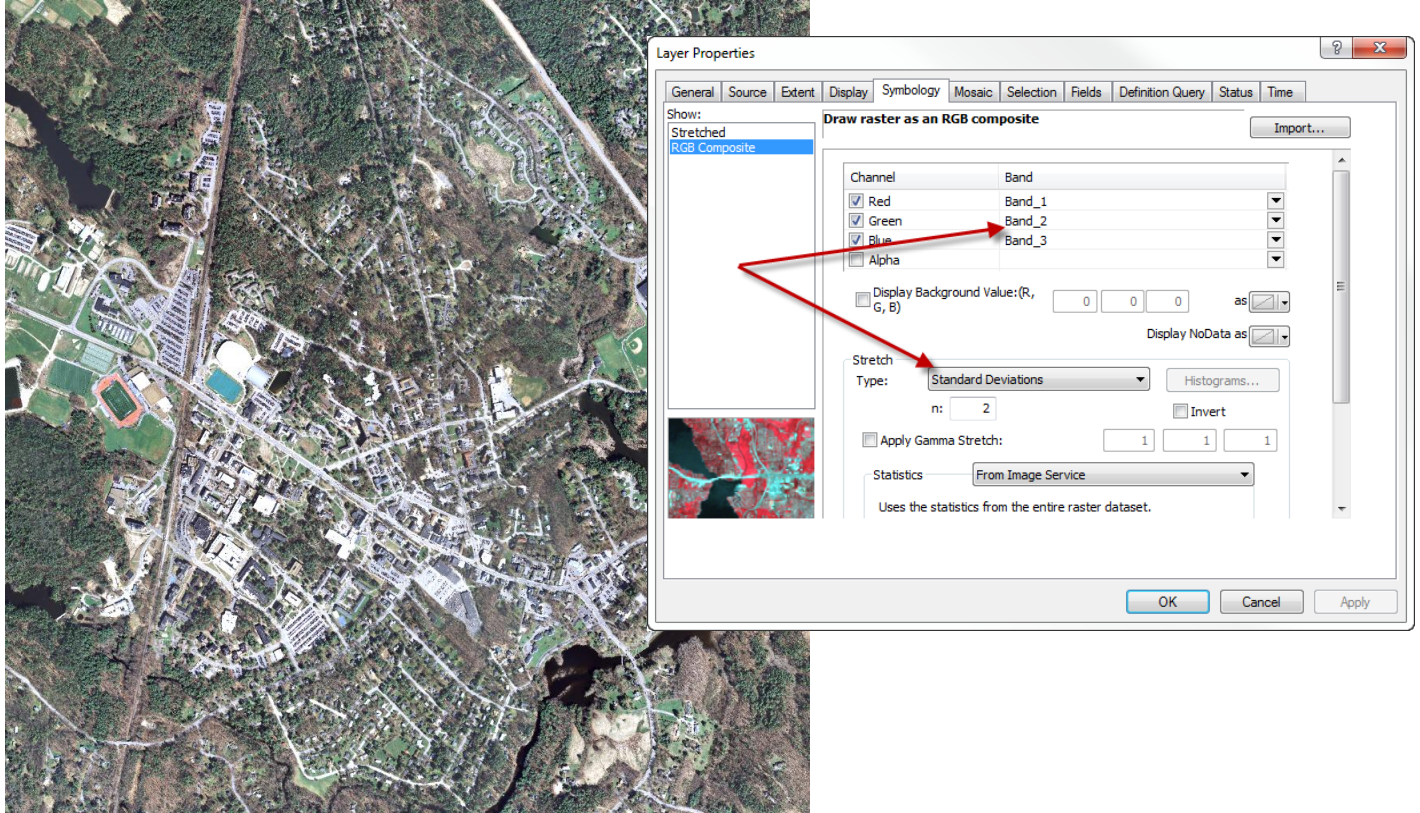 Layer Properties
General Source Extent Display Symbology Mosaic Selection Fields Definition Query Status Time
Show:
Stretched
RGB Composite
Draw raster as an RGB composite
Import...
Channel Band
Red Band_1
Green Band_2
Blue Band_3
Alpha
Display Background Value:(R,
G, B) 0 0 0 as
Display NoData as
Stretch
Type: Standard Deviations Histograms...
n: 2 Invert
Apply Gamma Stretch: 1 1 1
Statistics From Image Service
Uses the statistics from the entire raster dataset.
OK Cancel Apply